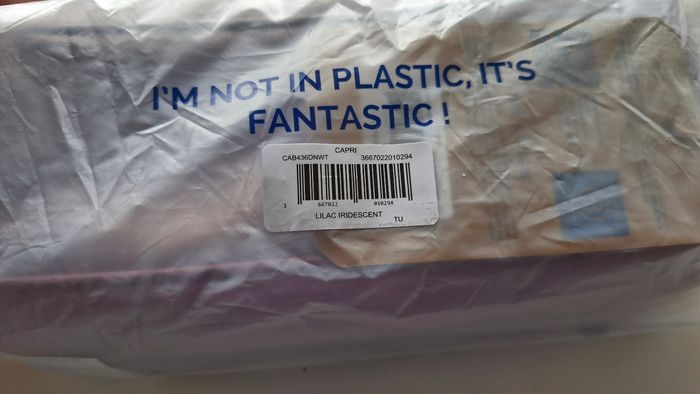 I'M NOT IN PLASTIC, IT'S
FANTASTIC !
CAPRI
CAB436DNWT 3667022010294
3 667022 010294
LILAC IRIDESCENT TU